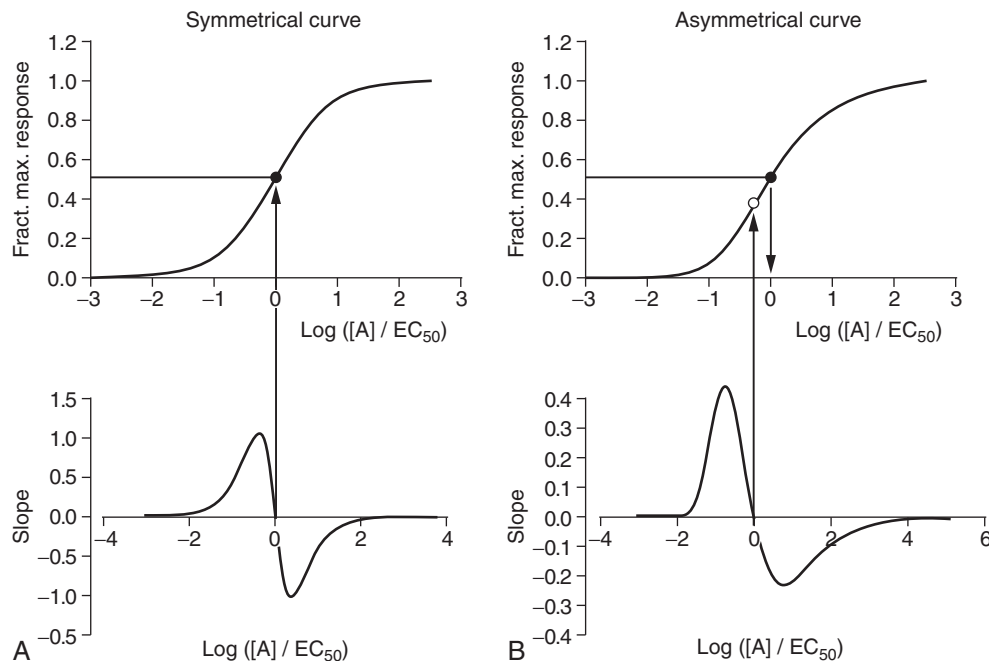 Symmetrical curve
Fract. max. response
1.2
1.0
0.8
0.6
0.4
0.2
0.0
−3 −2 −1 0 1 2 3
Log ([A] / EC50)
Asymmetrical curve
Fract. max. response
1.2
1.0
0.8
0.6
0.4
0.2
0.0
−3 −2 −1 0 1 2 3
Log ([A] / EC50)
Slope
1.5
1.0
0.5
0.0
−0.5
−1.0
−0.5
−4 −2 0 2 4
A
Log ([A] / EC50)
Slope
0.4
0.3
0.2
0.1
0.0
−0.1
−0.2
−0.3
−0.4
−4 −2 0 2 4 6
B
Log ([A] / EC50)